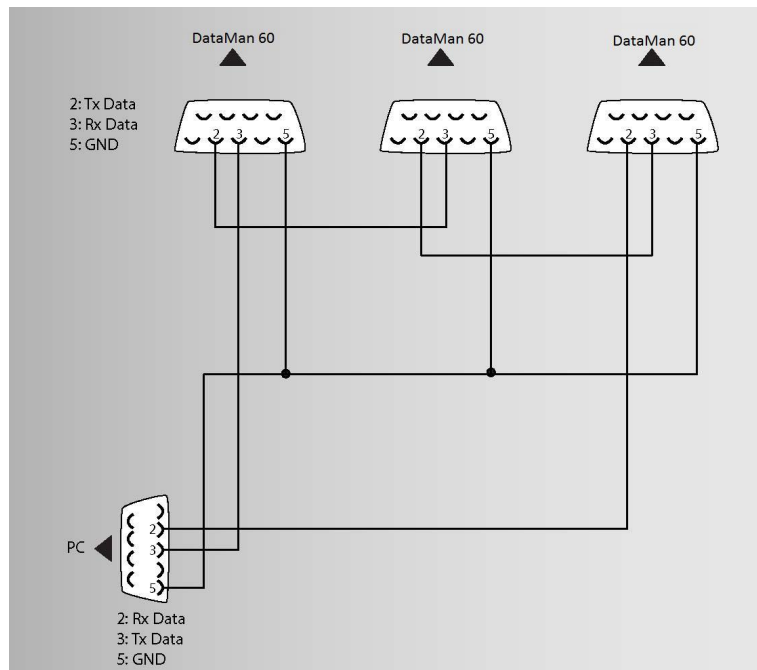 DataMan 60
DataMan 60
DataMan 60
2: Tx Data
3: Rx Data
5: GND
2 3 5
2 3 5
2 3 5
PC
2
3
5
2: Rx Data
3: Tx Data
5: GND